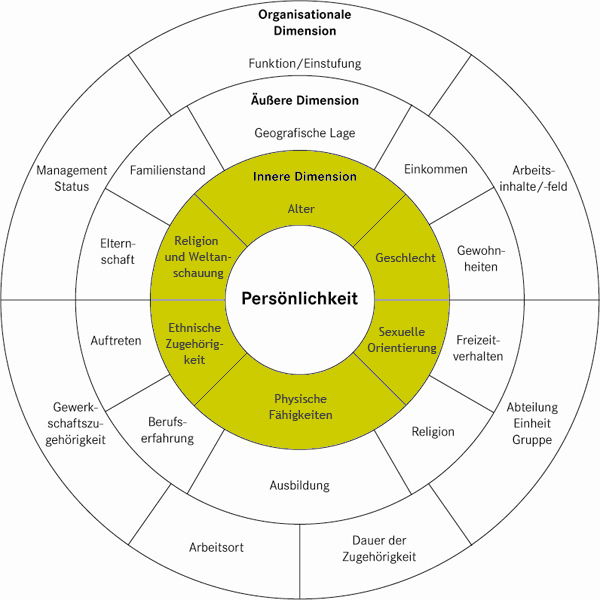 Organisationale
Dimension
Funktion/Einstufung
Äußere Dimension
Geografische Lage
Innere Dimension
Alter
Persönlichkeit
Religion
und Weltan-
schauung
Geschlecht
Ethnische
Zugehörig-
keit
Sexuelle
Orientierung
Physische
Fähigkeiten
Familienstand
Einkommen
Eltern-
schaft
Gewohn-
heiten
Auftreten
Freizeit-
verhalten
Berufs-
erfahrung
Religion
Ausbildung
Management
Status
Arbeits-
inhalte/-feld
Gewerk-
schaftszu-
gehörigkeit
Abteilung
Einheit
Gruppe
Arbeitsort
Dauer der
Zugehörigkeit